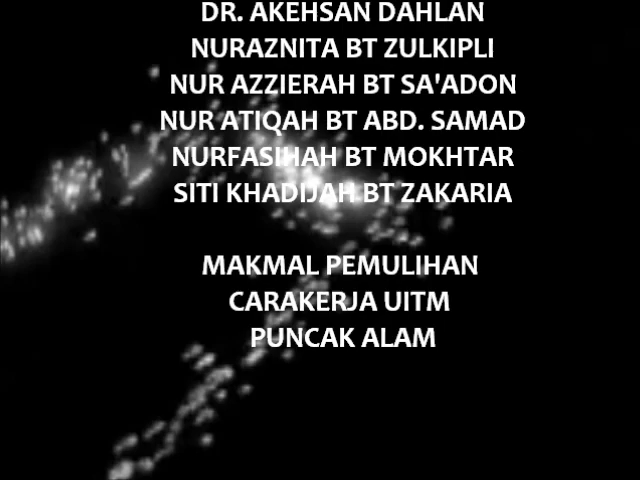 DR. AKEHSAN DAHLAN
NURAZNITA BT ZULKIPLI
NUR AZZIERAH BT SA'ADON
NUR ATIQAH BT ABD. SAMAD
NURFASIHAH BT MOKHTAR
SITI KHADIJAH BT ZAKARIA
MAKMAL PEMULIHAN
CARAKERJA UITM
PUNCAK ALAM